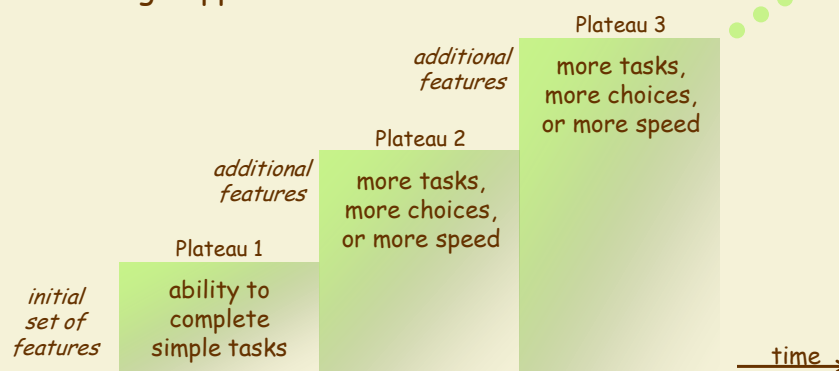 Plateau 3
additional
features
more tasks,
more choices,
or more speed
Plateau 2
additional
features
more tasks,
more choices,
or more speed
Plateau 1
initial
set of
features
ability to
complete
simple tasks
time